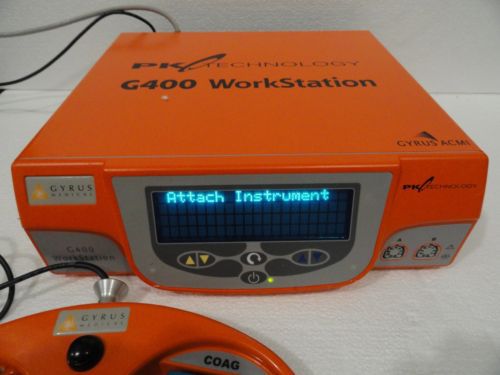 PK TECHNOLOGY
G400 WorkStation
GYRUS ACMI
GYRUS
MEDICAL
Attach Instrument
PK TECHNOLOGY
G400
WorkStation
A B
GYRUS
MEDICAL
COAG